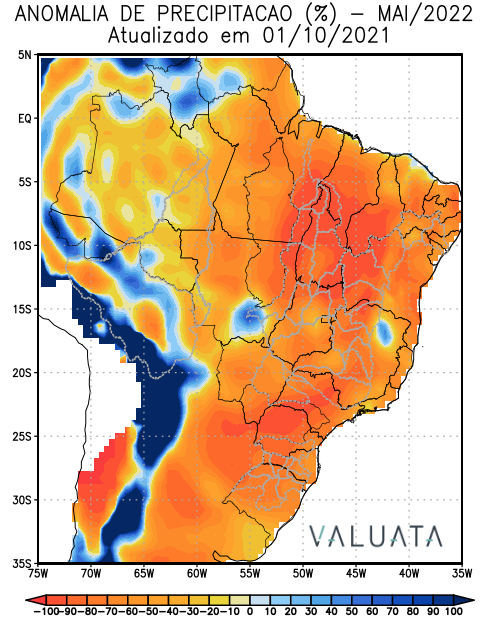 ANOMALIA DE PRECIPITACAO (%) – MAI/2022
Atualizado em 01/10/2021
5N
EQ
5S
10S
15S
20S
25S
30S
35S
VALUATA
75W 70W 65W 60W 55W 50W 45W 40W 35W
-100 -90 -80 -70 -60 -50 -40 -30 -20 -10 0 10 20 30 40 50 60 70 80 90 100